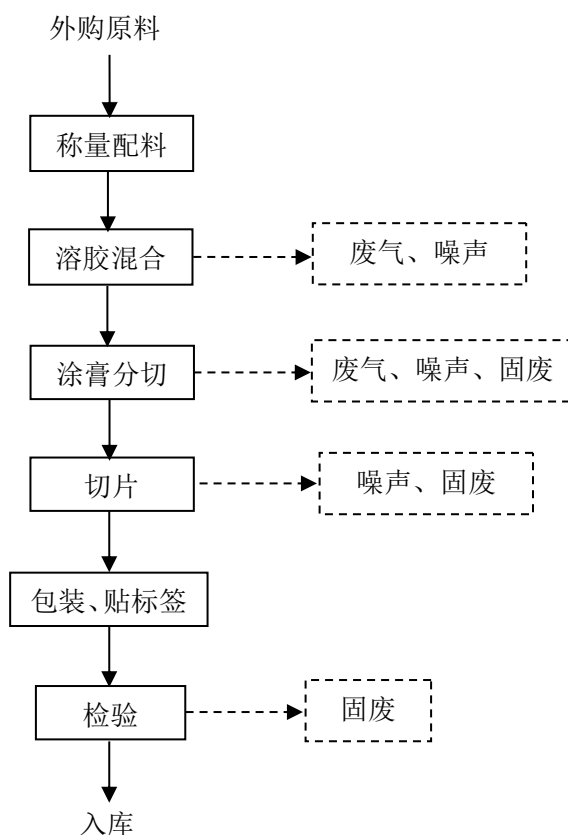 外购原料
称量配料
溶胶混合
废气、噪声
涂膏分切
废气、噪声、固废
切片
噪声、固废
包装、贴标签
检验
固废
入库